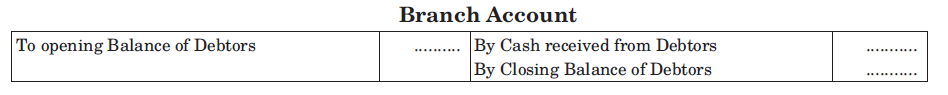 Branch Account
To opening Balance of Debtors .......... By Cash received from Debtors ...........
By Closing Balance of Debtors ...........